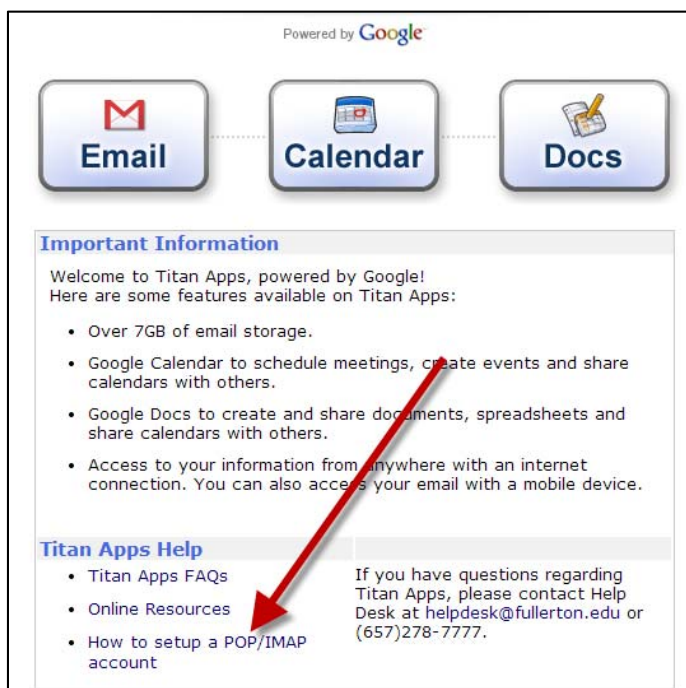 Powered by Google
Email
Calendar
Docs
Important Information
Welcome to Titan Apps, powered by Google!
Here are some features available on Titan Apps:
• Over 7GB of email storage.
• Google Calendar to schedule meetings, create events and share
calendars with others.
• Google Docs to create and share documents, spreadsheets and
share calendars with others.
• Access to your information from anywhere with an internet
connection. You can also access your email with a mobile device.
Titan Apps Help
• Titan Apps FAQs
• Online Resources
• How to setup a POP/IMAP
account
If you have questions regarding
Titan Apps, please contact Help
Desk at helpdesk@fullerton.edu or
(657)278-7777.